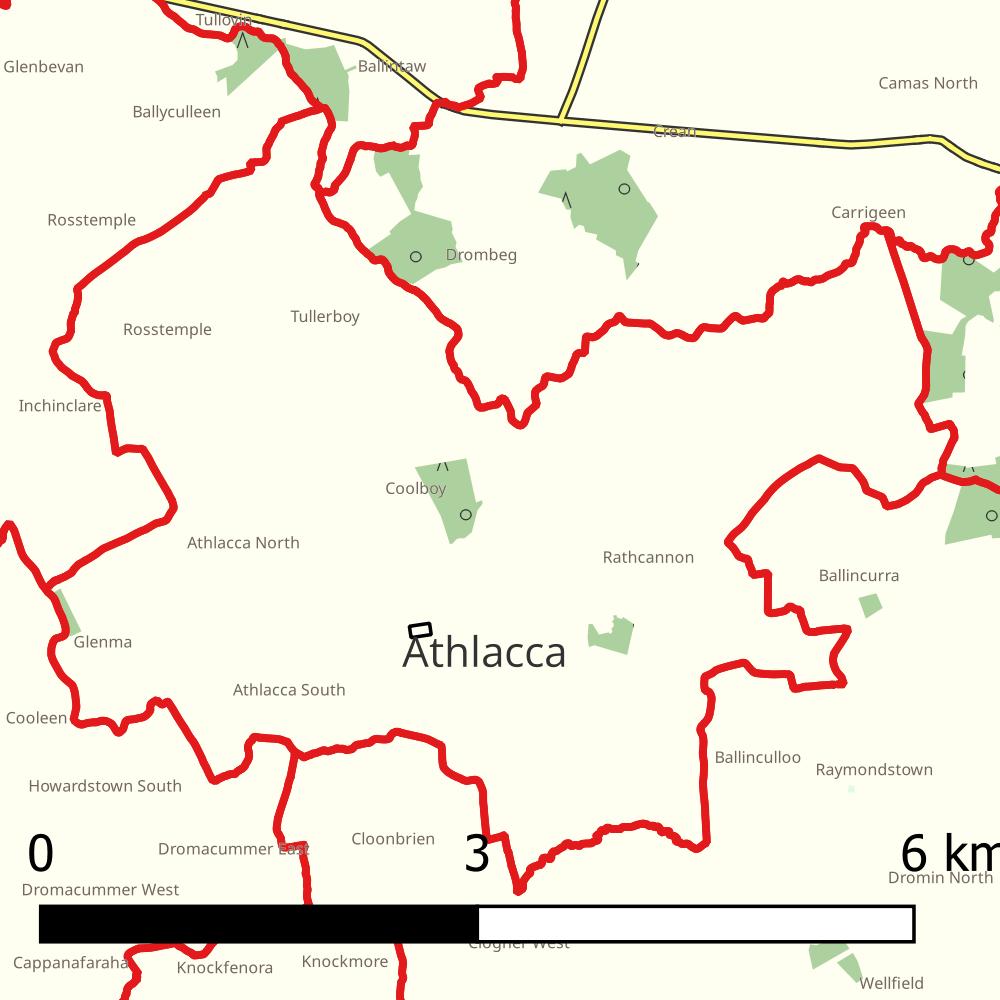 Tullovin
Glenbevan
Ballintaw
Camas North
Ballyculleen
Crean
Rosstemple
Carrigeen
Drombeg
Tullerboy
Rosstemple
Inchinclare
Coolboy
Athlacca North
Rathcannon
Ballincurra
Glenma
Athlacca
Athlacca South
Cooleen
Ballinculloo
Raymondstown
Howardstown South
Cloonbrien
Dromacummer East
0 3 6 km
Dromin North
Dromacummer West
Clogher West
Cappanafaraha
Knockfenora
Knockmore
Wellfield